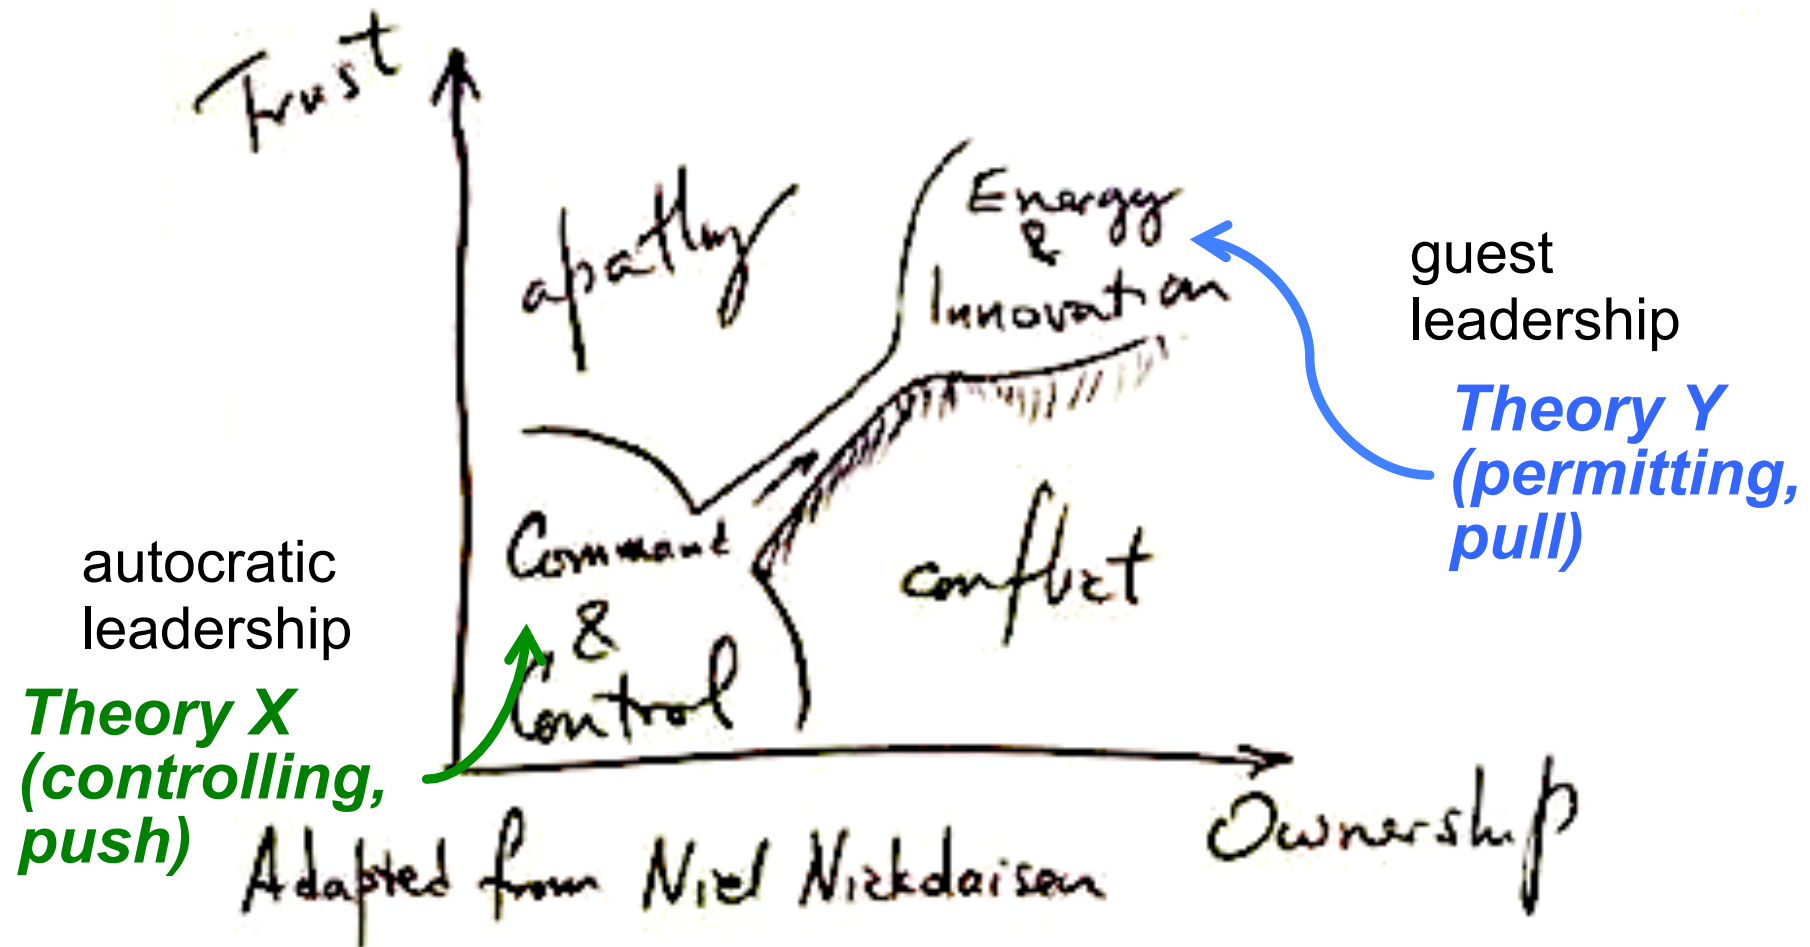 Trust
apathy
Energy
&
Innovation
guest
leadership
Theory Y
(permitting,
pull)
Command
&
Control
conflict
autocratic
leadership
Theory X
(controlling,
push)
Ownership
Adapted from Niel Nickdaisen